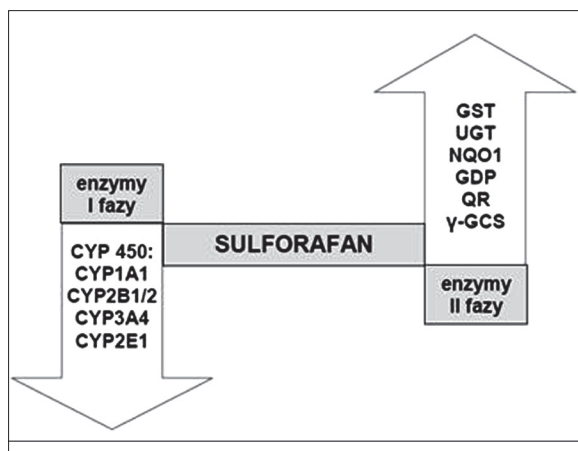 enzymy
I fazy
CYP 450:
CYP1A1
CYP2B1/2
CYP3A4
CYP2E1
SULFORAFAN
GST
UGT
NQO1
GDP
QR
γ-GCS
enzymy
II fazy